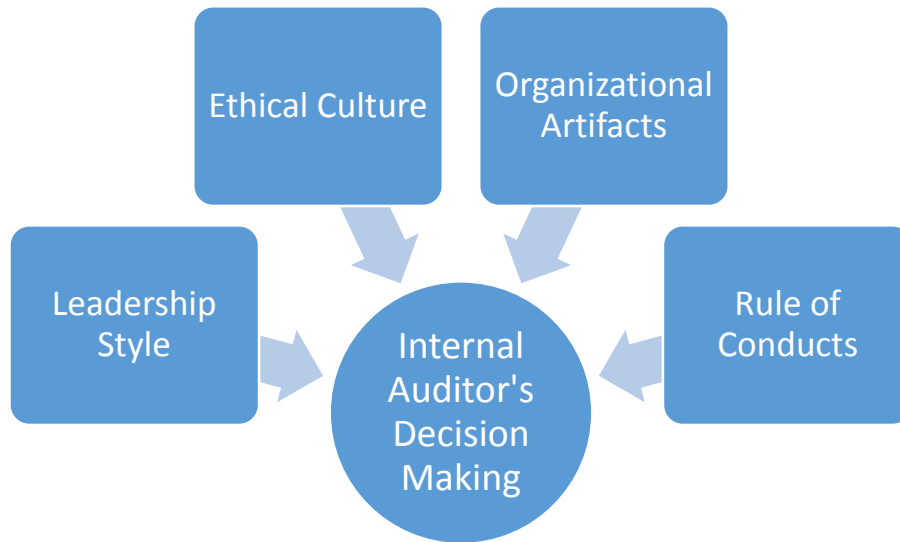 Ethical Culture
Organizational
Artifacts
Leadership
Style
Rule of
Conducts
Internal
Auditor's
Decision
Making